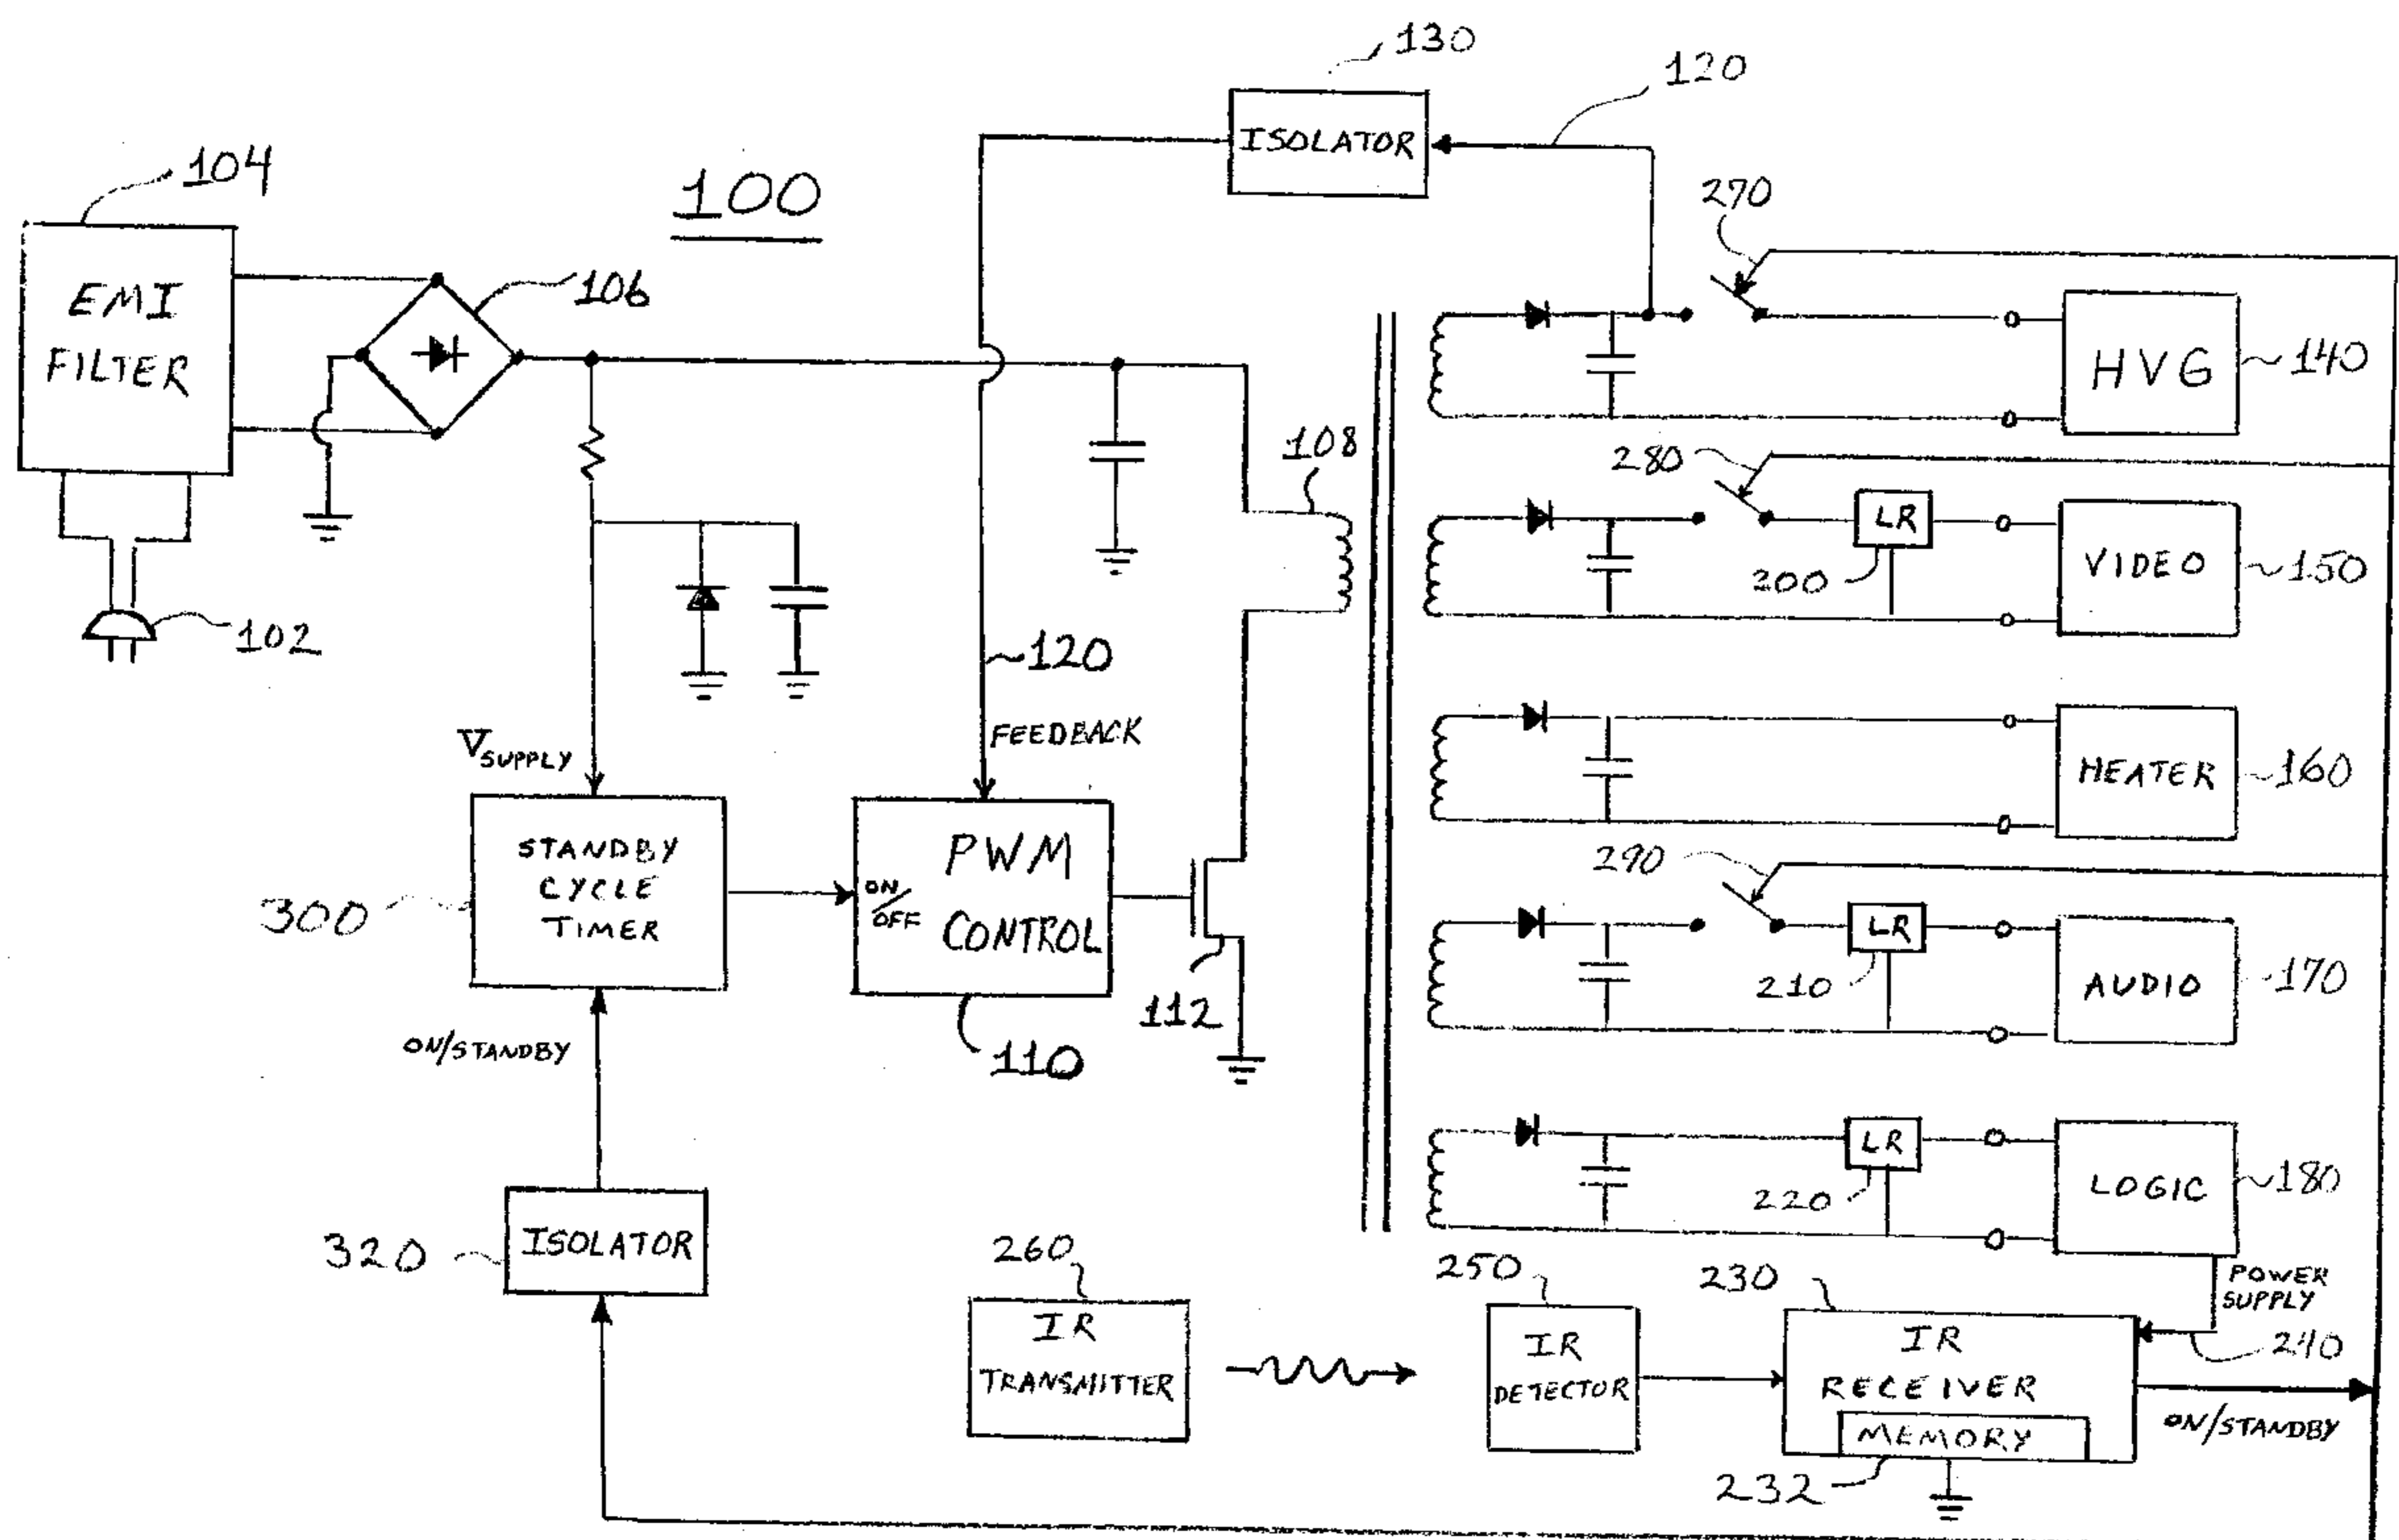 130
120
ISOLATOR
104
100
270
EMI
FILTER
106
HVG
140
108
280
LR
200
VIDEO
150
102
120
FEEDBACK
VSUPPLY
HEATER
160
STANDBY
CYCLE
TIMER
300
ON/OFF
PWM
CONTROL
290
LR
210
AUDIO
170
112
110
ON/STANDBY
LR
220
LOGIC
180
ISOLATOR
320
260
IR
TRANSMITTER
250
IR
DETECTOR
230
IR
RECEIVER
MEMORY
232
POWER
SUPPLY
240
ON/STANDBY